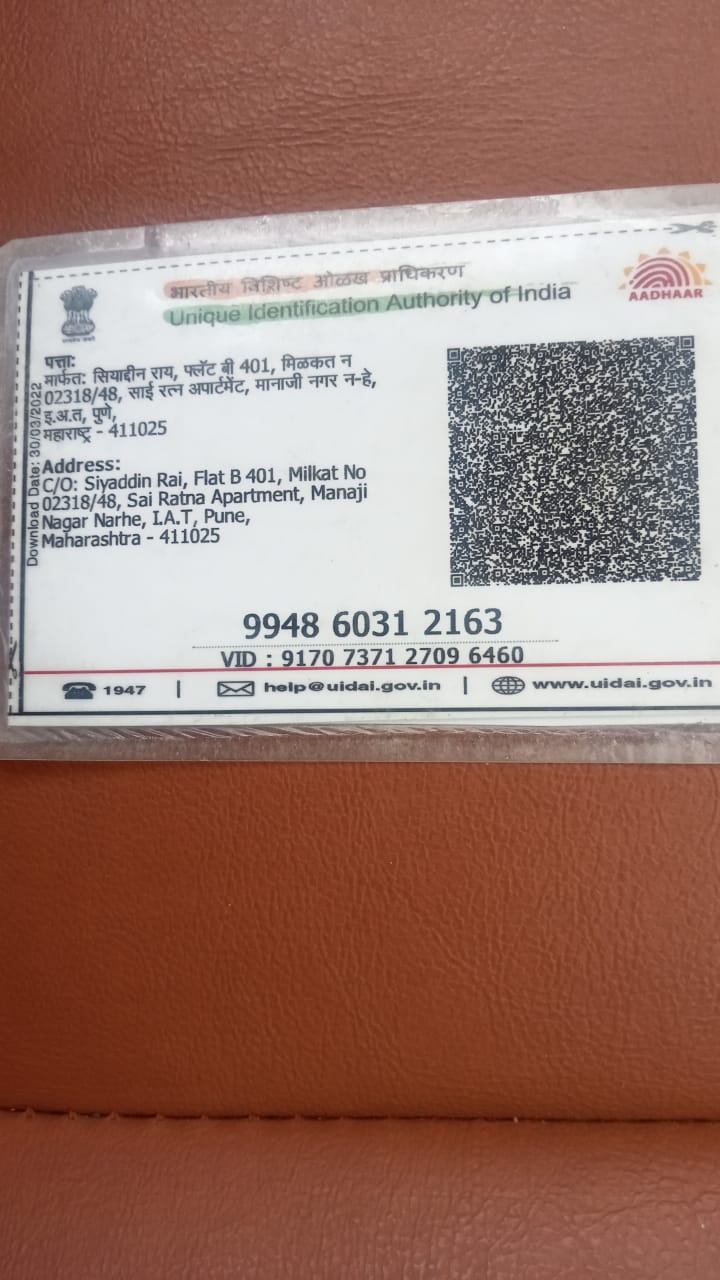 भारतीय विशिष्ट ओळख प्राधिकरण
Unique Identification Authority of India
AADHAAR
पत्ता:
मार्फत: सियाद्दीन राय, फ्लॅट बी 401, मिळकत न
02318/48, साई रत्न अपार्टमेंट, मानाजी नगर न-हे,
इ.अ.त, पुणे,
महाराष्ट्र - 411025
Address:
C/O: Siyaddin Rai, Flat B 401, Milkat No
02318/48, Sai Ratna Apartment, Manaji
Nagar Narhe, I.A.T, Pune,
Maharashtra - 411025
Download Date: 30/03/2022
9948 6031 2163
VID : 9170 7371 2709 6460
1947 | help@uidai.gov.in | www.uidai.gov.in